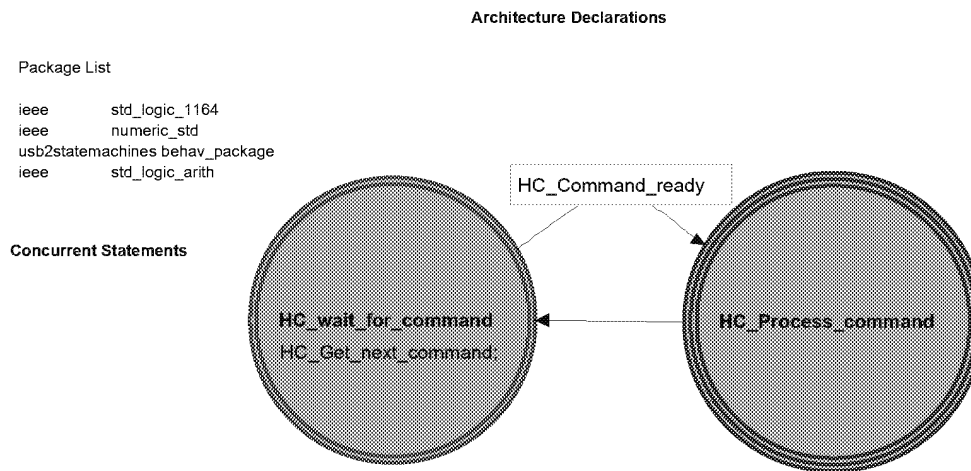 Architecture Declarations
Package List
ieee std_logic_1164
ieee numeric_std
usb2statemachines behav_package
ieee std_logic_arith
HC_Command_ready
Concurrent Statements
HC_wait_for_command
HC_Get_next_command;
HC_Process_command